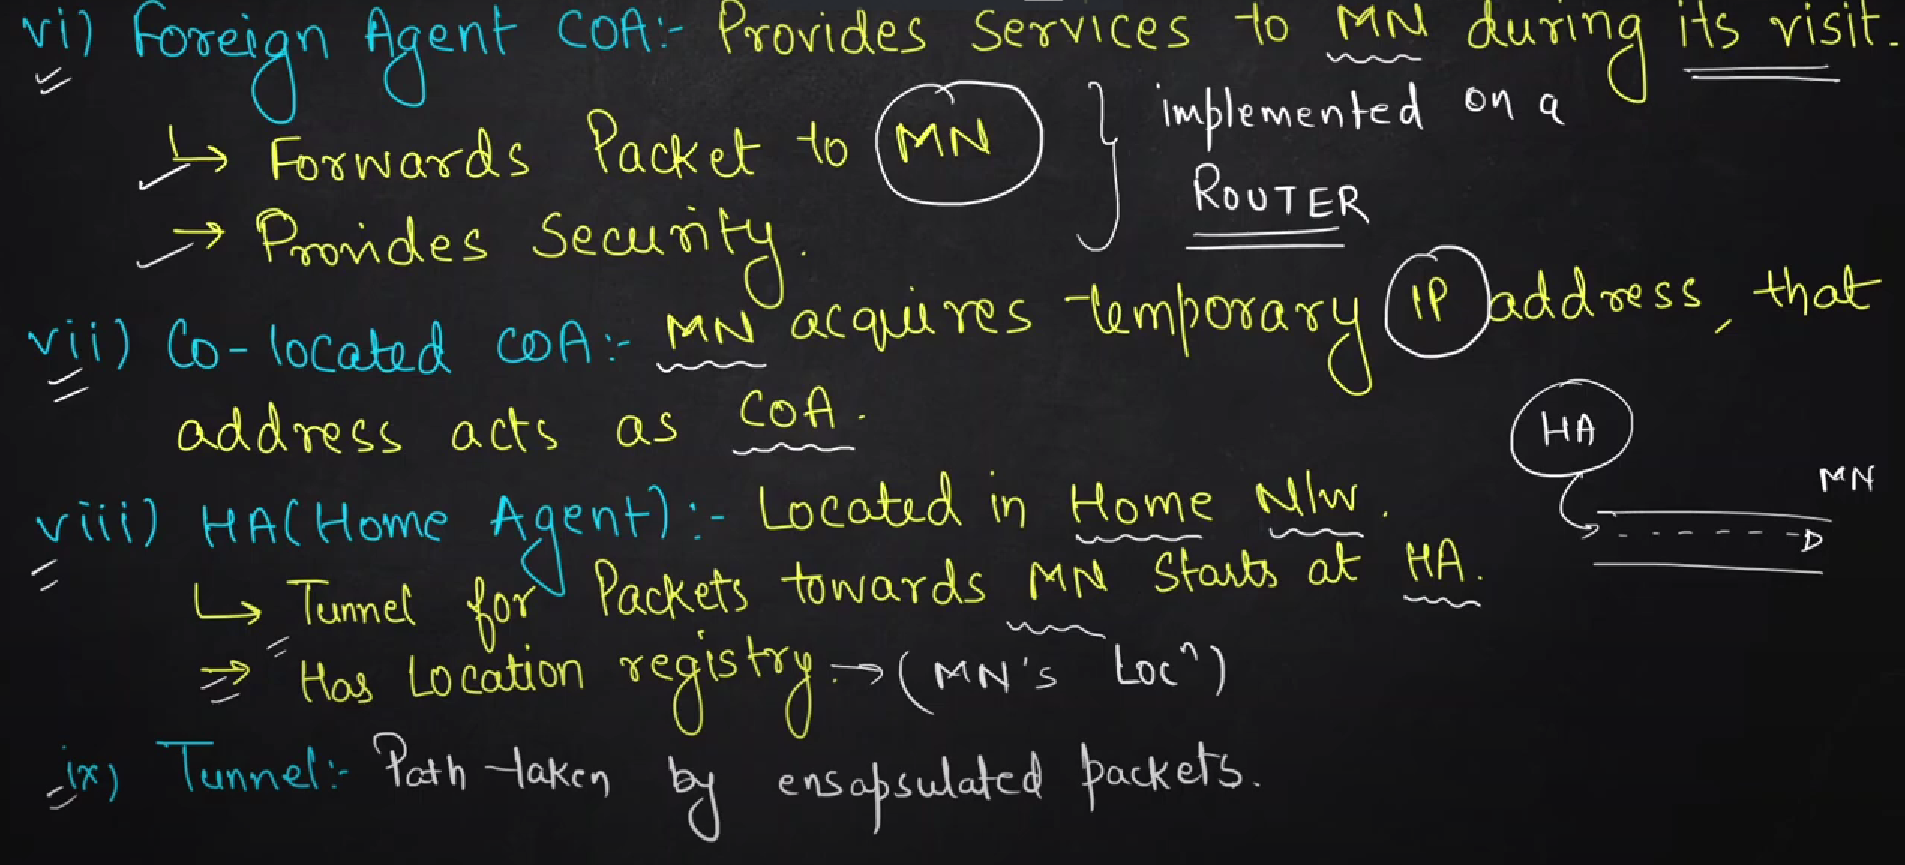 vi) Foreign Agent COA:- Provides Services to MN during its visit.
↳ Forwards Packet to MN } implemented on a
→ Provides Security. ROUTER
vii) Co-located COA:- MN acquires temporary IP address, that
address acts as COA.
HA
MN
viii) HA(Home Agent):- Located in Home N/w.
↳ Tunnel for Packets towards MN Starts at HA.
⇒ Has Location registry. → (MN's Locⁿ)
ix) Tunnel:- Path taken by ensapsulated packets.